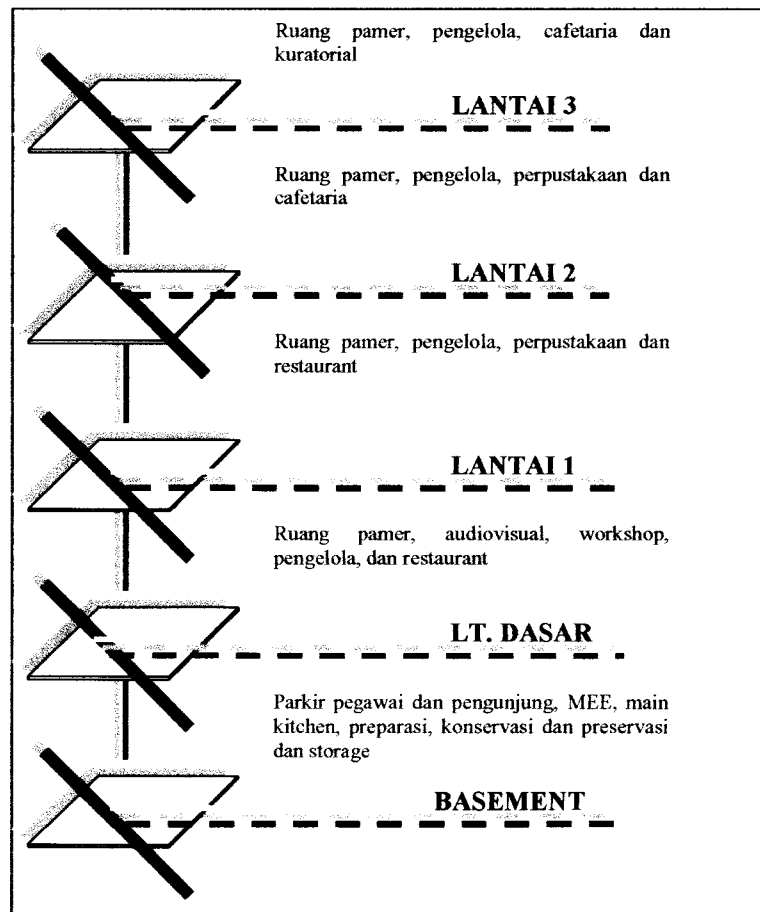 Ruang pamer, pengelola, cafetaria dan
kuratorial
LANTAI 3
Ruang pamer, pengelola, perpustakaan dan
cafetaria
LANTAI 2
Ruang pamer, pengelola, perpustakaan dan
restaurant
LANTAI 1
Ruang pamer, audiovisual, workshop,
pengelola, dan restaurant
LT. DASAR
Parkir pegawai dan pengunjung, MEE, main
kitchen, preparasi, konservasi dan preservasi
dan storage
BASEMENT